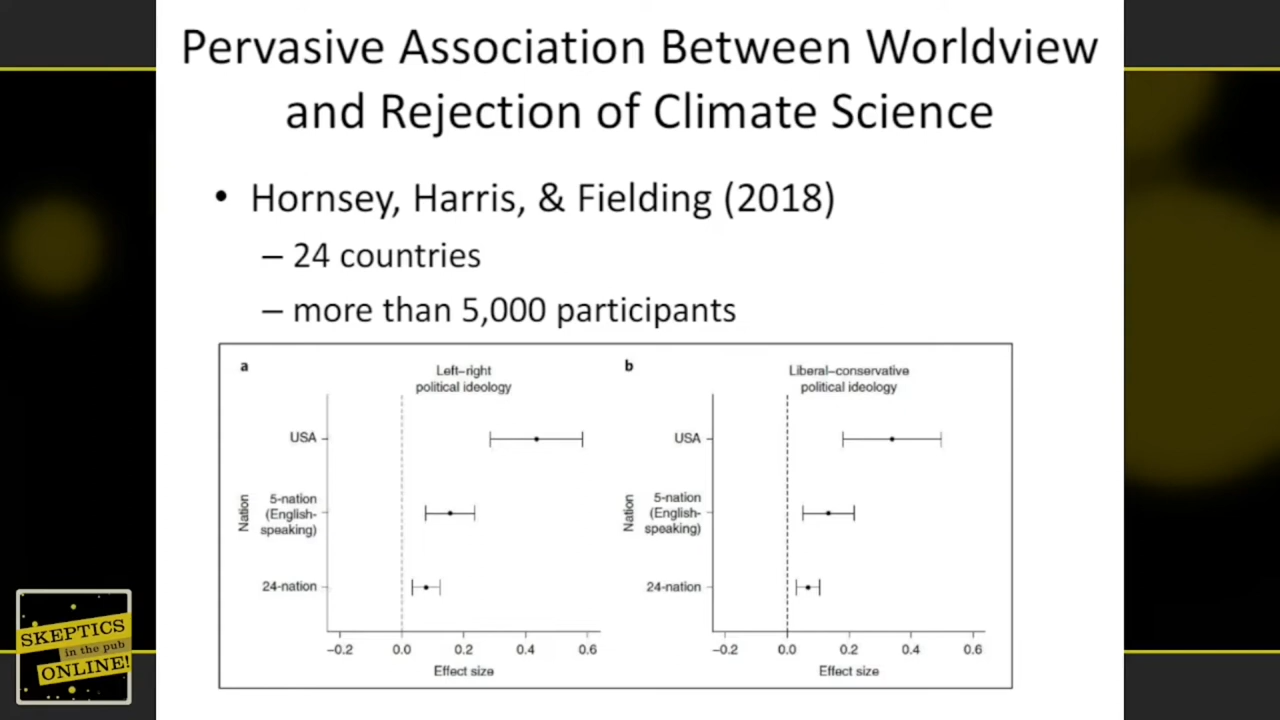 Pervasive Association Between Worldview
and Rejection of Climate Science
• Hornsey, Harris, & Fielding (2018)
– 24 countries
– more than 5,000 participants
a
Left–right
political ideology
USA
5-nation
(English-
speaking)
24-nation
Nation
–0.2 0.0 0.2 0.4 0.6
Effect size
b
Liberal–conservative
political ideology
USA
5-nation
(English-
speaking)
24-nation
Nation
–0.2 0.0 0.2 0.4 0.6
Effect size
SKEPTICS
in the pub
ONLINE!